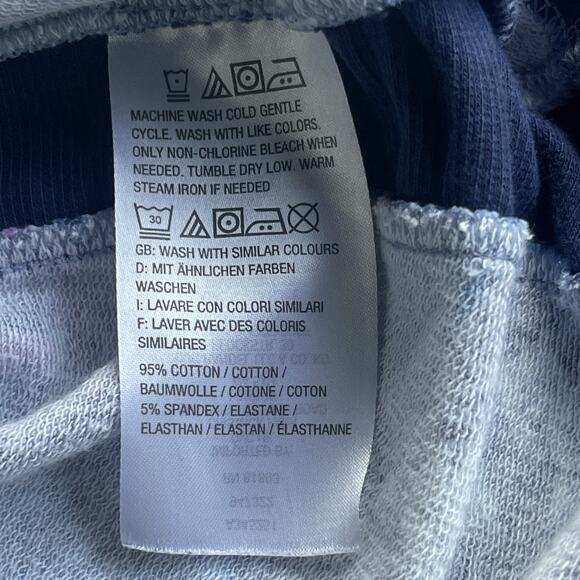 MACHINE WASH COLD GENTLE
CYCLE. WASH WITH LIKE COLORS.
ONLY NON-CHLORINE BLEACH WHEN
NEEDED. TUMBLE DRY LOW. WARM
STEAM IRON IF NEEDED
30
GB: WASH WITH SIMILAR COLOURS
D: MIT ÄHNLICHEN FARBEN
WASCHEN
I: LAVARE CON COLORI SIMILARI
F: LAVER AVEC DES COLORIS
SIMILAIRES
95% COTTON / COTTON /
BAUMWOLLE / COTONE / COTON
5% SPANDEX / ELASTANE /
ELASTHAN / ELASTAN / ÉLASTHANNE
IMPORTED BY